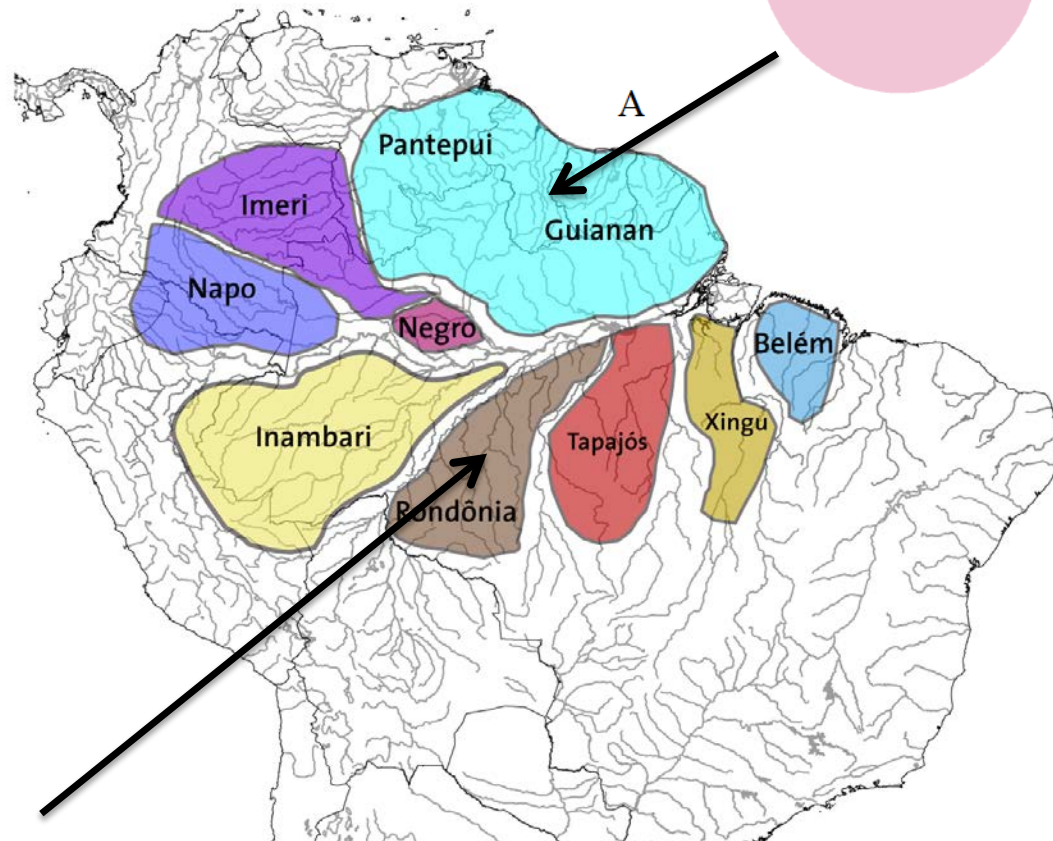 A
Pantepui
Imeri
Guianan
Napo
Negro
Belém
Xingu
Inambari
Tapajós
Rondônia